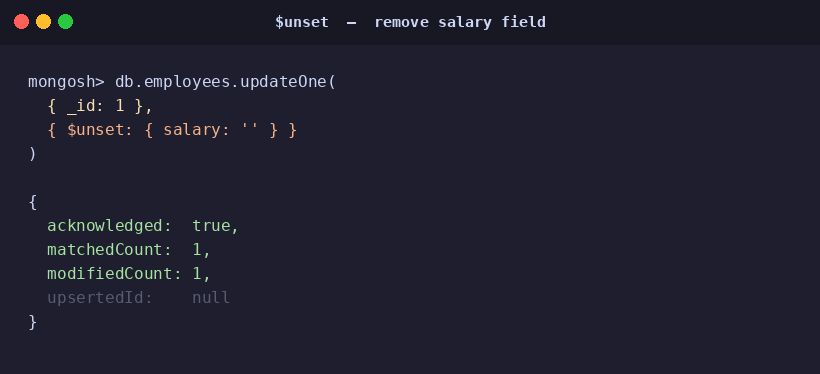 $unset  —  remove salary field
mongosh> db.employees.updateOne(
  { _id: 1 },
  { $unset: { salary: '' } }
)
{
  acknowledged:  true,
  matchedCount:  1,
  modifiedCount: 1,
  upsertedId:    null
}